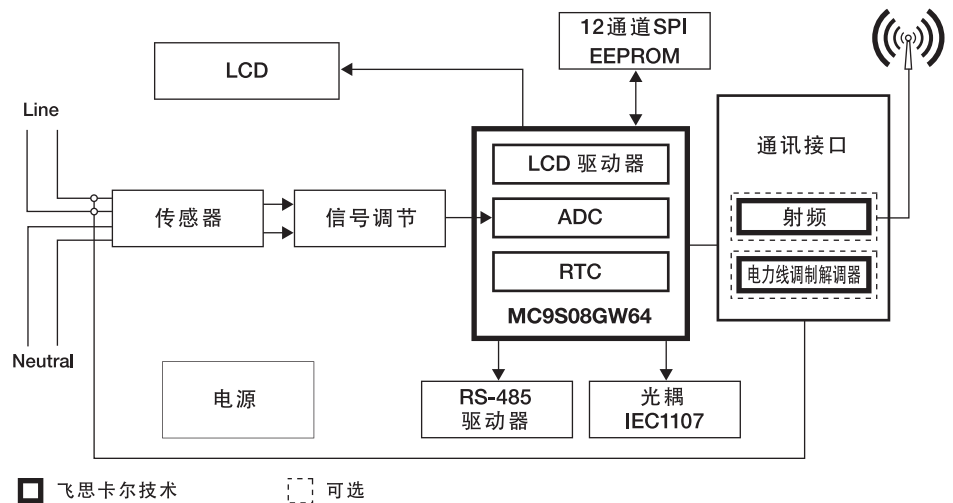 12通道SPI
EEPROM
LCD
Line
通讯接口
LCD 驱动器
传感器
信号调节
ADC
射频
RTC
电力线调制解调器
MC9S08GW64
Neutral
电源
RS-485
驱动器
光耦
IEC1107
飞思卡尔技术
可选